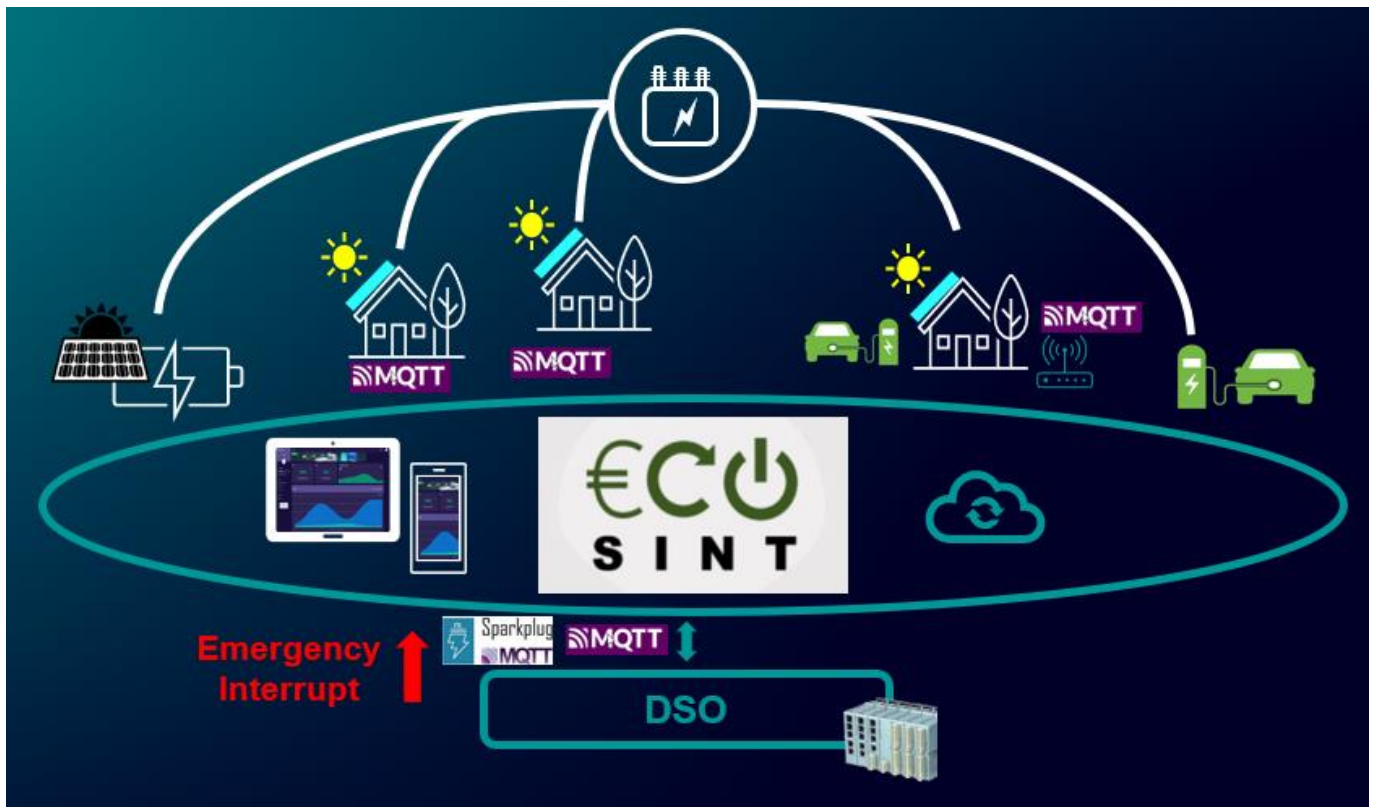 MQTT
MQTT
MQTT
€CO
SINT
Emergency
Interrupt
Sparkplug
MQTT
MQTT
DSO